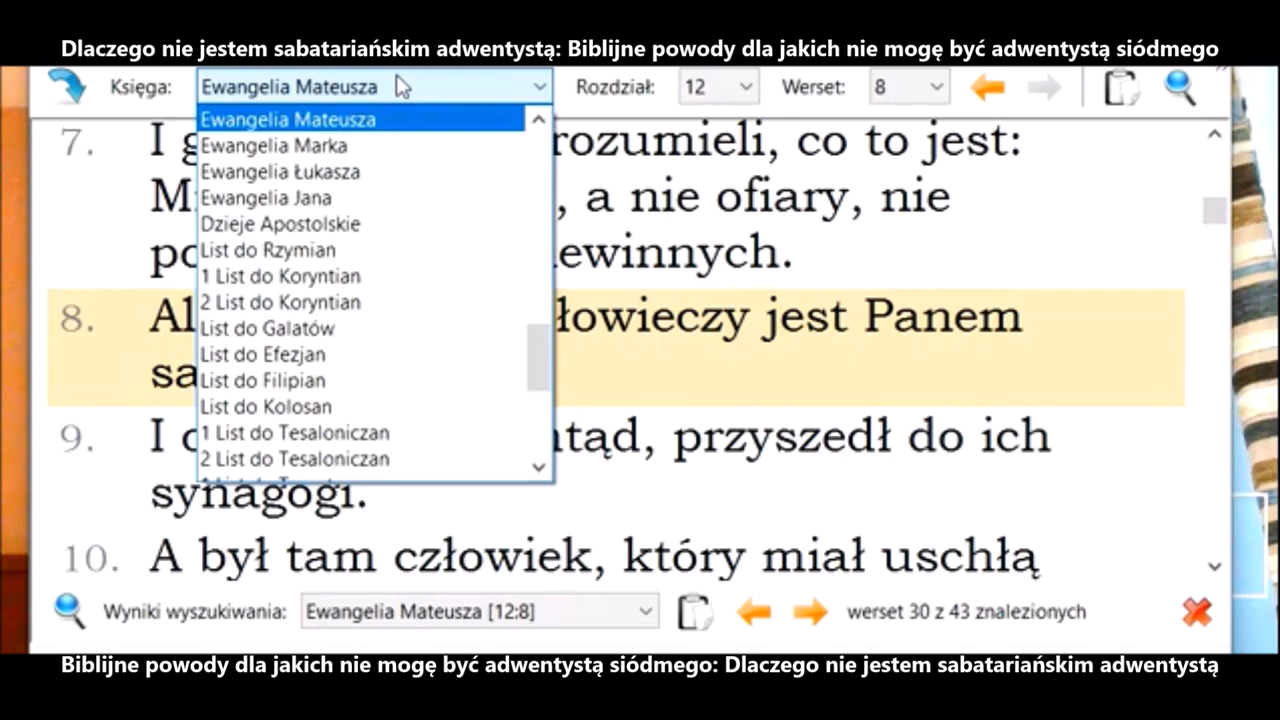 Dlaczego nie jestem sabatariańskim adwentystą: Biblijne powody dla jakich nie mogę być adwentystą siódmego
Księga: Ewangelia Mateusza Rozdział: 12 Werset: 8
Ewangelia Mateusza
Ewangelia Marka
Ewangelia Łukasza
Ewangelia Jana
Dzieje Apostolskie
List do Rzymian
1 List do Koryntian
2 List do Koryntian
List do Galatów
List do Efezjan
List do Filipian
List do Kolosan
1 List do Tesaloniczan
2 List do Tesaloniczan
7. I g rozumieli, co to jest:
, a nie ofiary, nie
po ewinnych.
8. Al łowieczy jest Panem
sa
9. I o tąd, przyszedł do ich
synagogi.
10. A był tam człowiek, który miał uschłą
Wyniki wyszukiwania: Ewangelia Mateusza [12:8] werset 30 z 43 znalezionych
Biblijne powody dla jakich nie mogę być adwentystą siódmego: Dlaczego nie jestem sabatariańskim adwentystą